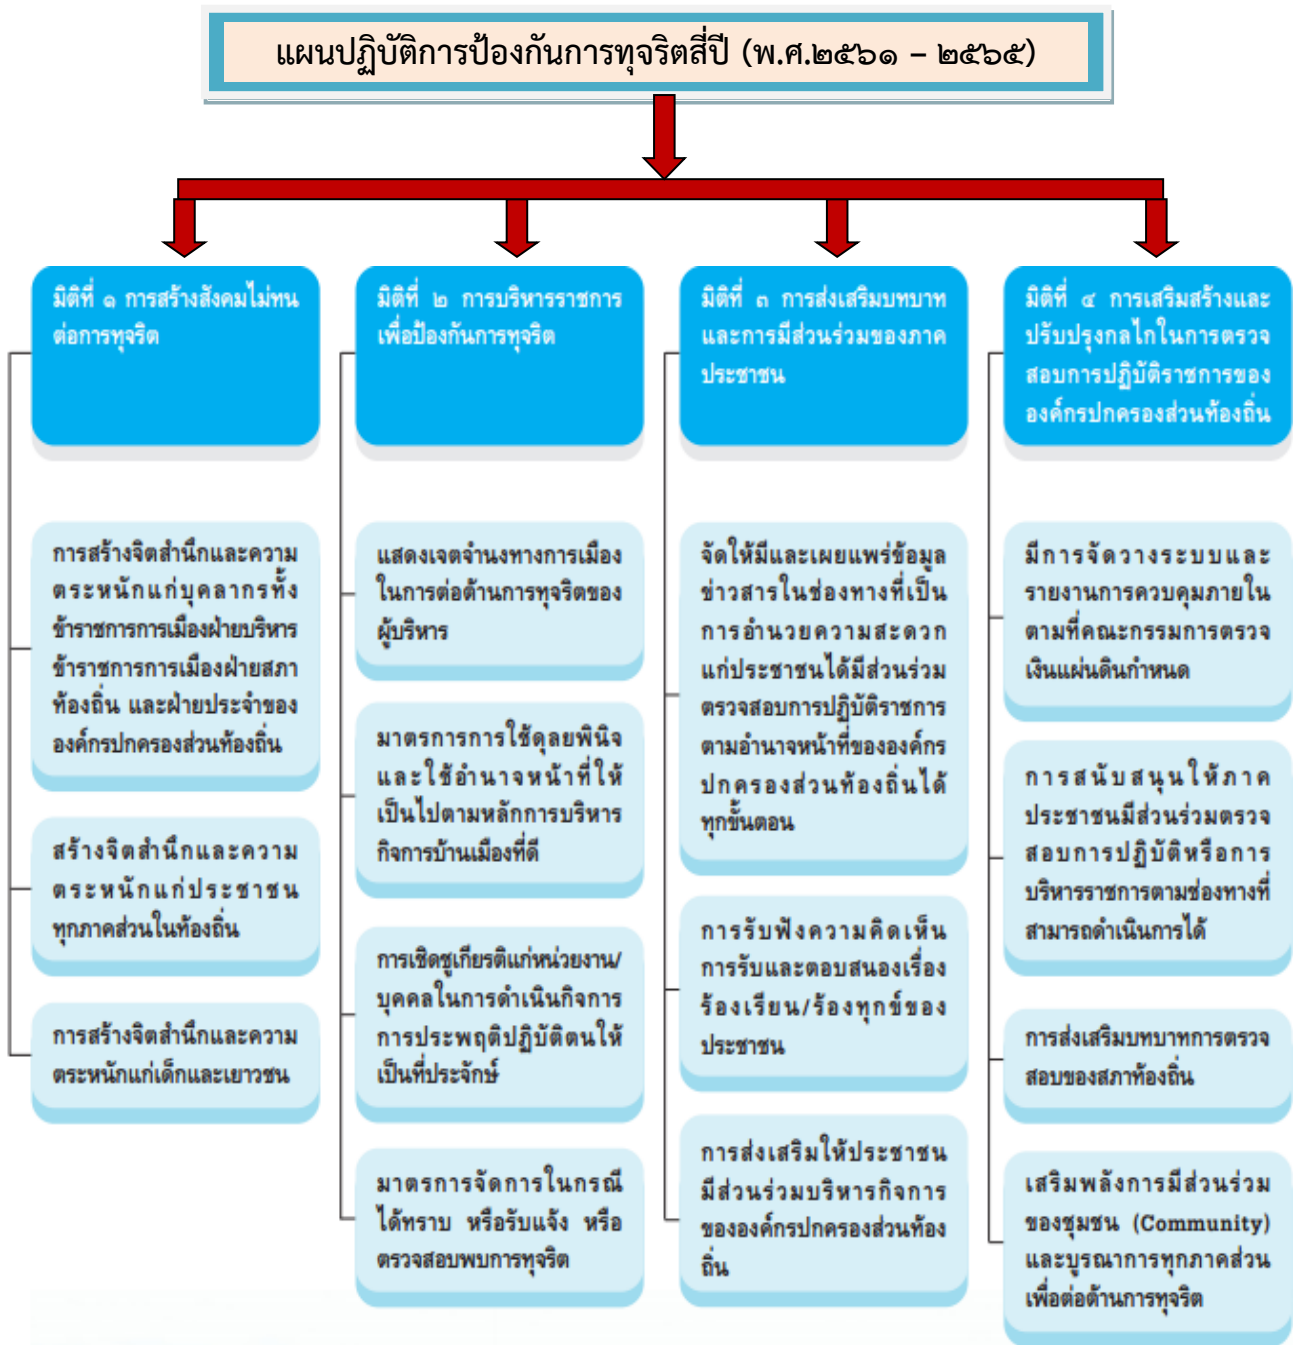 แผนปฏิบัติการป้องกันการทุจริตสี่ปี (พ.ศ.๒๕๖๑ – ๒๕๖๕)
มิติที่ ๑ การสร้างสังคมไม่ทน
ต่อการทุจริต
การสร้างจิตสำนึกและความ
ตระหนักแก่บุคลากรทั้ง
ข้าราชการการเมืองฝ่ายบริหาร
ข้าราชการการเมืองฝ่ายสภา
ท้องถิ่น และฝ่ายประจำของ
องค์กรปกครองส่วนท้องถิ่น
สร้างจิตสำนึกและความ
ตระหนักแก่ประชาชน
ทุกภาคส่วนในท้องถิ่น
การสร้างจิตสำนึกและความ
ตระหนักแก่เด็กและเยาวชน
มิติที่ ๒ การบริหารราชการ
เพื่อป้องกันการทุจริต
แสดงเจตจำนงทางการเมือง
ในการต่อต้านการทุจริตของ
ผู้บริหาร
มาตรการการใช้ดุลยพินิจ
และใช้อำนาจหน้าที่ให้
เป็นไปตามหลักการบริหาร
กิจการบ้านเมืองที่ดี
การเชิดชูเกียรติแก่หน่วยงาน/
บุคคลในการดำเนินกิจการ
การประพฤติปฏิบัติตนให้
เป็นที่ประจักษ์
มาตรการจัดการในกรณี
ได้ทราบ หรือรับแจ้ง หรือ
ตรวจสอบพบการทุจริต
มิติที่ ๓ การส่งเสริมบทบาท
และการมีส่วนร่วมของภาค
ประชาชน
จัดให้มีและเผยแพร่ข้อมูล
ข่าวสารในช่องทางที่เป็น
การอำนวยความสะดวก
แก่ประชาชนได้มีส่วนร่วม
ตรวจสอบการปฏิบัติราชการ
ตามอำนาจหน้าที่ขององค์กร
ปกครองส่วนท้องถิ่นได้
ทุกขั้นตอน
การรับฟังความคิดเห็น
การรับและตอบสนองเรื่อง
ร้องเรียน/ร้องทุกข์ของ
ประชาชน
การส่งเสริมให้ประชาชน
มีส่วนร่วมบริหารกิจการ
ขององค์กรปกครองส่วนท้อง
ถิ่น
มิติที่ ๔ การเสริมสร้างและ
ปรับปรุงกลไกในการตรวจ
สอบการปฏิบัติราชการของ
องค์กรปกครองส่วนท้องถิ่น
มีการจัดวางระบบและ
รายงานการควบคุมภายใน
ตามที่คณะกรรมการตรวจ
เงินแผ่นดินกำหนด
การสนับสนุนให้ภาค
ประชาชนมีส่วนร่วมตรวจ
สอบการปฏิบัติหรือการ
บริหารราชการตามช่องทางที่
สามารถดำเนินการได้
การส่งเสริมบทบาทการตรวจ
สอบของสภาท้องถิ่น
เสริมพลังการมีส่วนร่วม
ของชุมชน (Community)
และบูรณาการทุกภาคส่วน
เพื่อต่อต้านการทุจริต